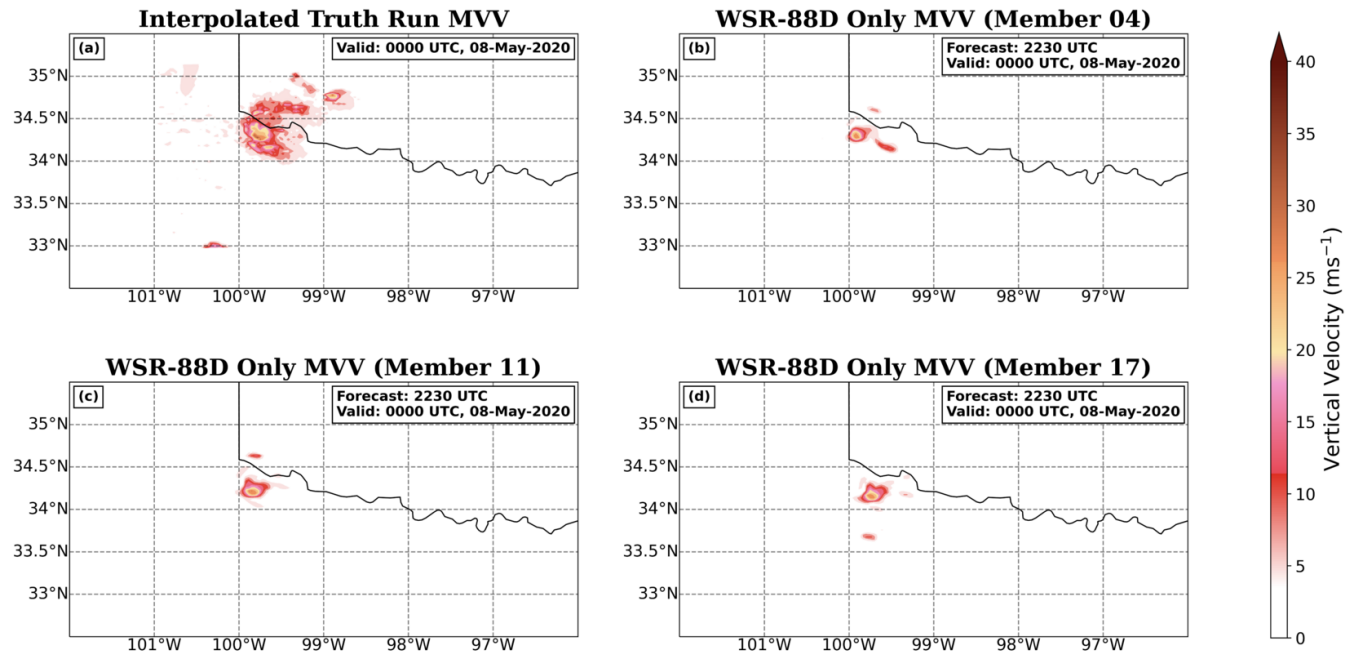 Interpolated Truth Run MVV
(a)
Valid: 0000 UTC, 08-May-2020
35°N
34.5°N
34°N
33.5°N
33°N
101°W 100°W 99°W 98°W 97°W
WSR-88D Only MVV (Member 04)
(b)
Forecast: 2230 UTC
Valid: 0000 UTC, 08-May-2020
35°N
34.5°N
34°N
33.5°N
33°N
101°W 100°W 99°W 98°W 97°W
WSR-88D Only MVV (Member 11)
(c)
Forecast: 2230 UTC
Valid: 0000 UTC, 08-May-2020
35°N
34.5°N
34°N
33.5°N
33°N
101°W 100°W 99°W 98°W 97°W
WSR-88D Only MVV (Member 17)
(d)
Forecast: 2230 UTC
Valid: 0000 UTC, 08-May-2020
35°N
34.5°N
34°N
33.5°N
33°N
101°W 100°W 99°W 98°W 97°W
40
35
30
25
20
15
10
5
0
Vertical Velocity (ms⁻¹)